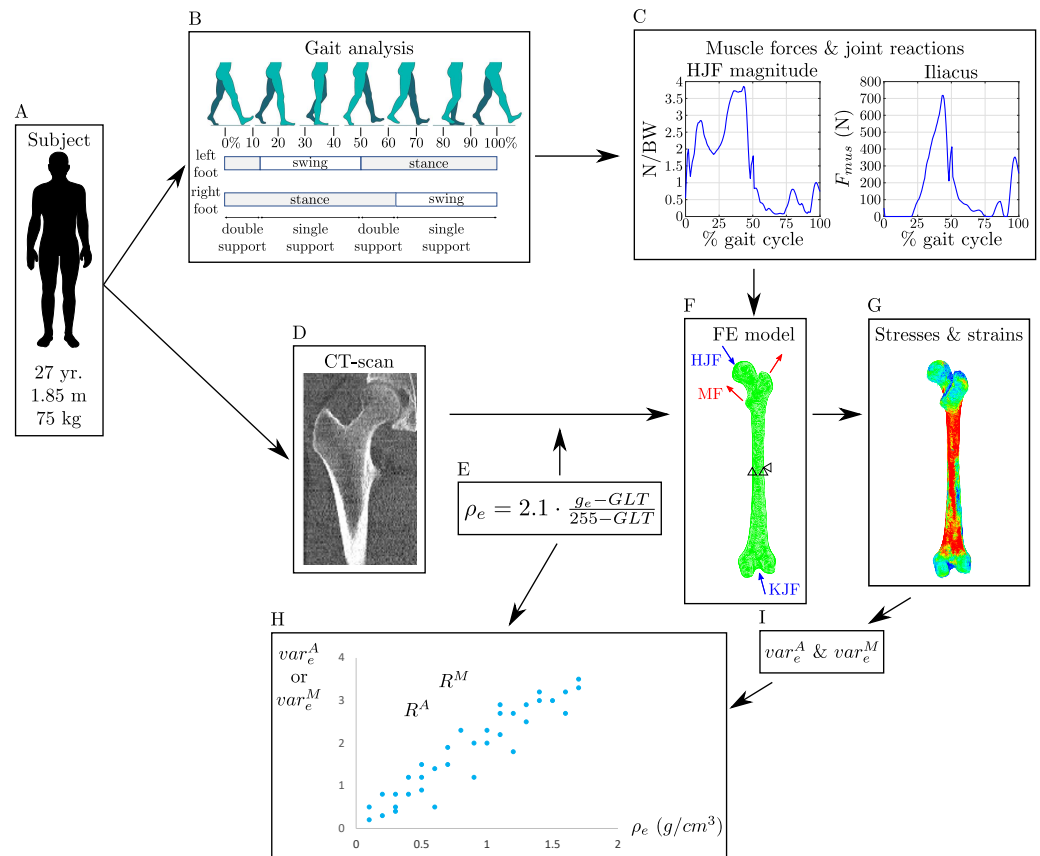 A
Subject
27 yr.
1.85 m
75 kg
B
Gait analysis
0% 10 20 30 40 50 60 70 80 90 100%
left
foot
swing stance
right
foot
stance swing
double
support
single
support
double
support
single
support
C
Muscle forces & joint reactions
HJF magnitude
N/BW
4
3.5
3
2.5
2
1.5
1
0.5
0
0 25 50 75 100
% gait cycle
Iliacus
F_mus (N)
800
700
600
500
400
300
200
100
0
0 25 50 75 100
% gait cycle
D
CT-scan
E
ρ_e = 2.1 · (g_e−GLT)/(255−GLT)
F
FE model
HJF
MF
KJF
G
Stresses & strains
I
var_e^A & var_e^M
H
var_e^A
or
var_e^M
R^M
R^A
4
3
2
1
0
0 0.5 1 1.5 2
ρ_e (g/cm³)